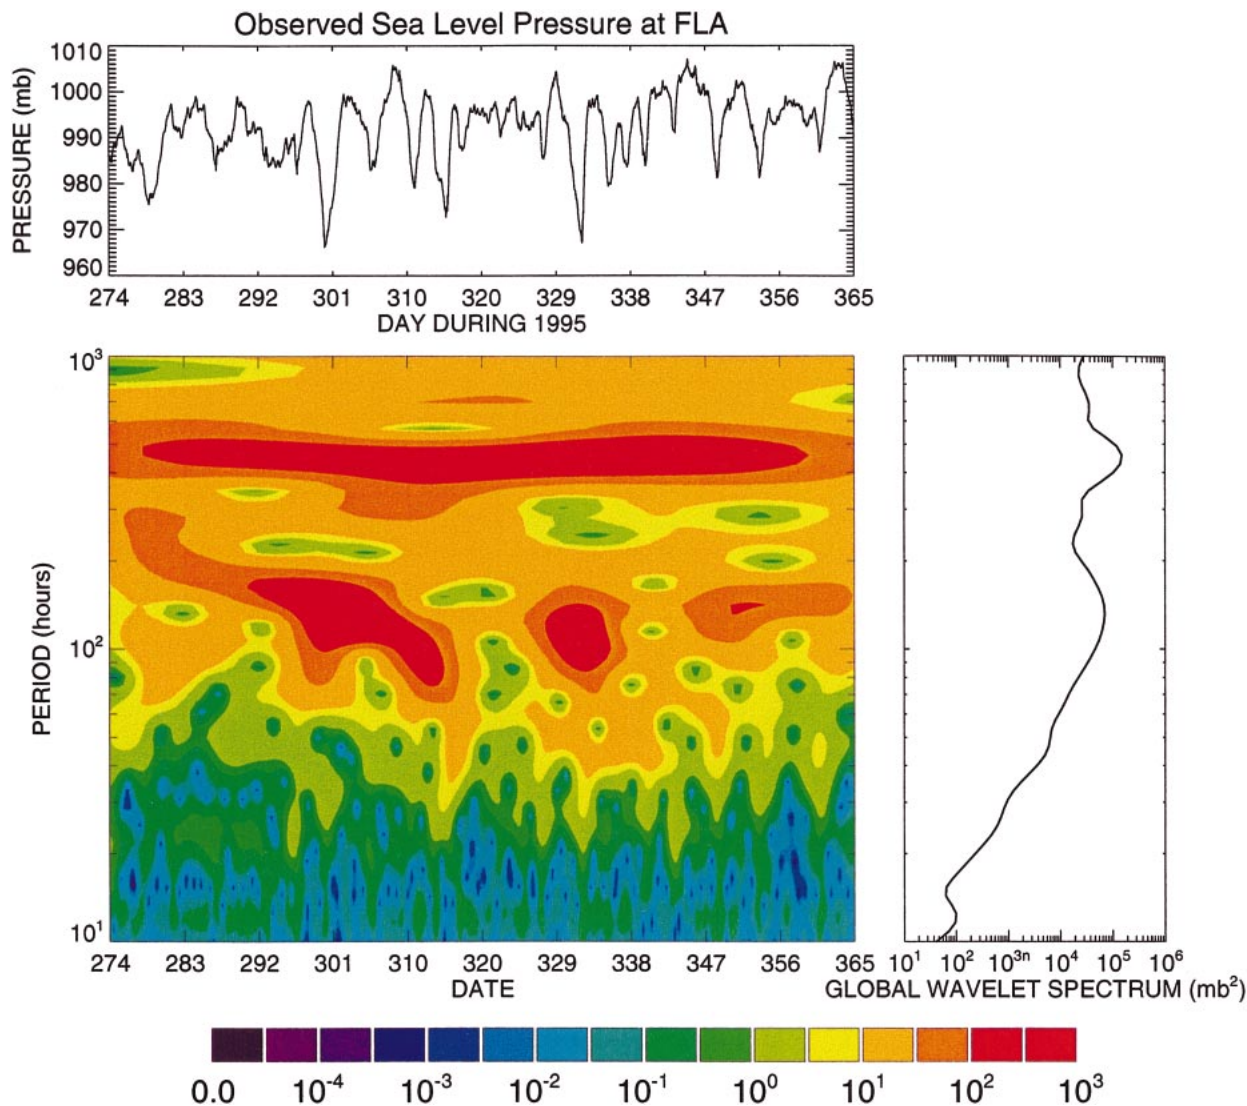 Observed Sea Level Pressure at FLA
PRESSURE (mb)
1010
1000
990
980
970
960
274 283 292 301 310 320 329 338 347 356 365
DAY DURING 1995
PERIOD (hours)
10³
10²
10¹
274 283 292 301 310 320 329 338 347 356 365
DATE
10¹ 10² 10³ⁿ 10⁴ 10⁵ 10⁶
GLOBAL WAVELET SPECTRUM (mb²)
0.0 10⁻⁴ 10⁻³ 10⁻² 10⁻¹ 10⁰ 10¹ 10² 10³